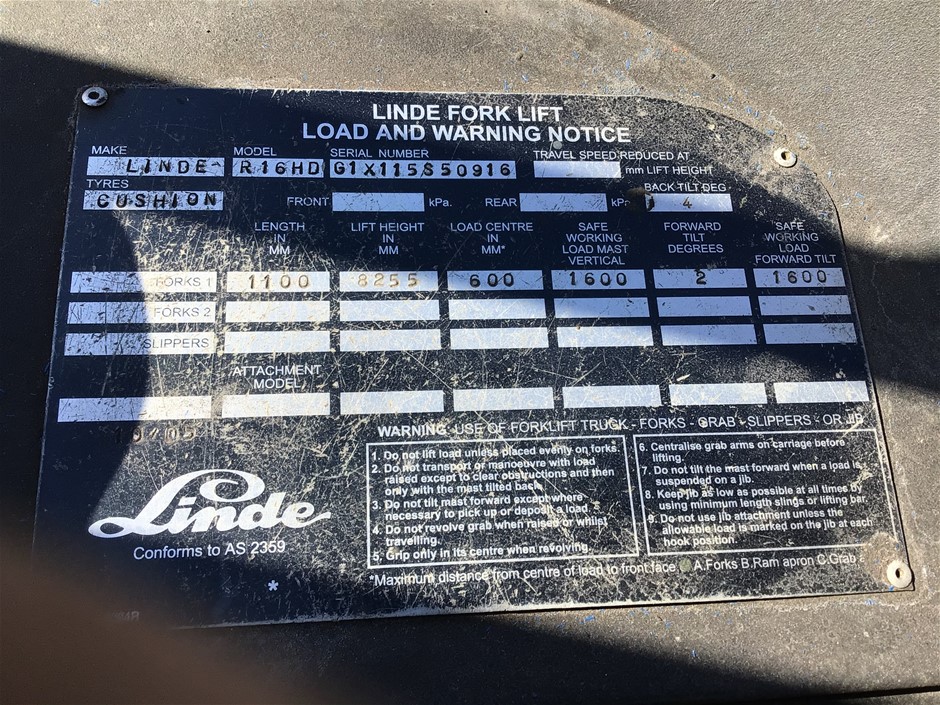 LINDE FORK LIFT
LOAD AND WARNING NOTICE
MAKE MODEL SERIAL NUMBER TRAVEL SPEED REDUCED AT
LINDE R16HD G1X115S50916 mm LIFT HEIGHT
TYRES BACK TILT DEG
CUSHION FRONT kPa. REAR 4
LENGTH IN MM LIFT HEIGHT IN MM LOAD CENTRE IN MM* SAFE WORKING LOAD MAST VERTICAL FORWARD TILT DEGREES SAFE WORKING LOAD FORWARD TILT
FORKS 1 1100 8255 600 1600 2 1600
FORKS 2
SLIPPERS
ATTACHMENT
MODEL
WARNING USE OF FORKLIFT TRUCK - FORKS - GRAB - SLIPPERS - OR JIB
1. Do not lift load unless placed evenly on forks.
2. Do not transport or manoeuvre with load
raised except to clear obstructions and then
only with the mast tilted back.
3. Do not tilt mast forward except where
necessary to pick up or deposit a load
4. Do not revolve grab when raised or whilst
travelling.
5. Grip only in its centre when revolving.
6. Centralise grab arms on carriage before
lifting.
7. Do not tilt the mast forward when a load is
suspended on a jib.
8. Keep jib as low as possible at all times by
using minimum length slings or lifting bar.
9. Do not use jib attachment unless the
allowable load is marked on the jib at each
hook position.
Linde
Conforms to AS 2359
*
*Maximum distance from centre of load to front face A.Forks B.Ram apron C.Grab